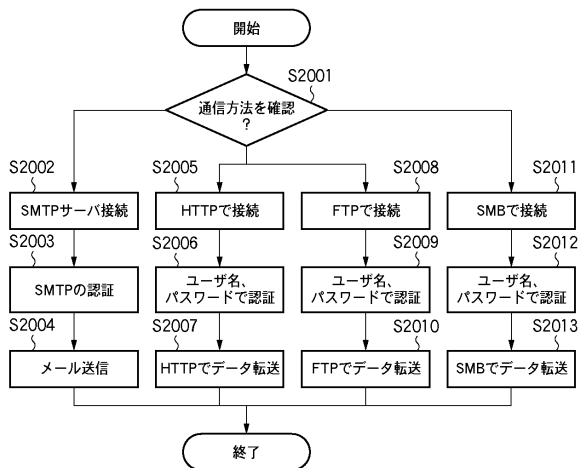 開始
S2001
通信方法を確認
?
S2002
S2005
S2008
S2011
SMTPサーバ接続
HTTPで接続
FTPで接続
SMBで接続
S2003
S2006
S2009
S2012
SMTPの認証
ユーザ名、
パスワードで認証
ユーザ名、
パスワードで認証
ユーザ名、
パスワードで認証
S2004
S2007
S2010
S2013
メール送信
HTTPでデータ転送
FTPでデータ転送
SMBでデータ転送
終了